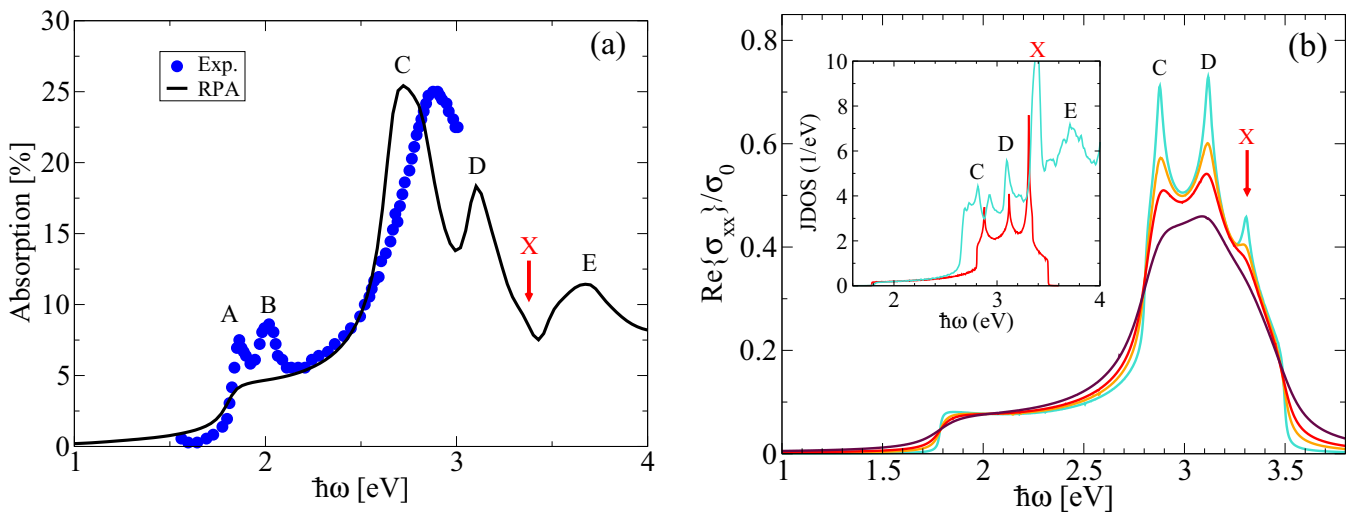 (a)
Exp.
RPA
A
B
C
D
X
E
Absorption [%]
0
5
10
15
20
25
30
1 2 3 4
ħω [eV]
(b)
C
D
X
Re{σxx}/σ0
0
0.2
0.4
0.6
0.8
1 1.5 2 2.5 3 3.5
ħω [eV]
X
C
D
E
JDOS (1/eV)
0
2
4
6
8
10
2 3 4
ħω (eV)